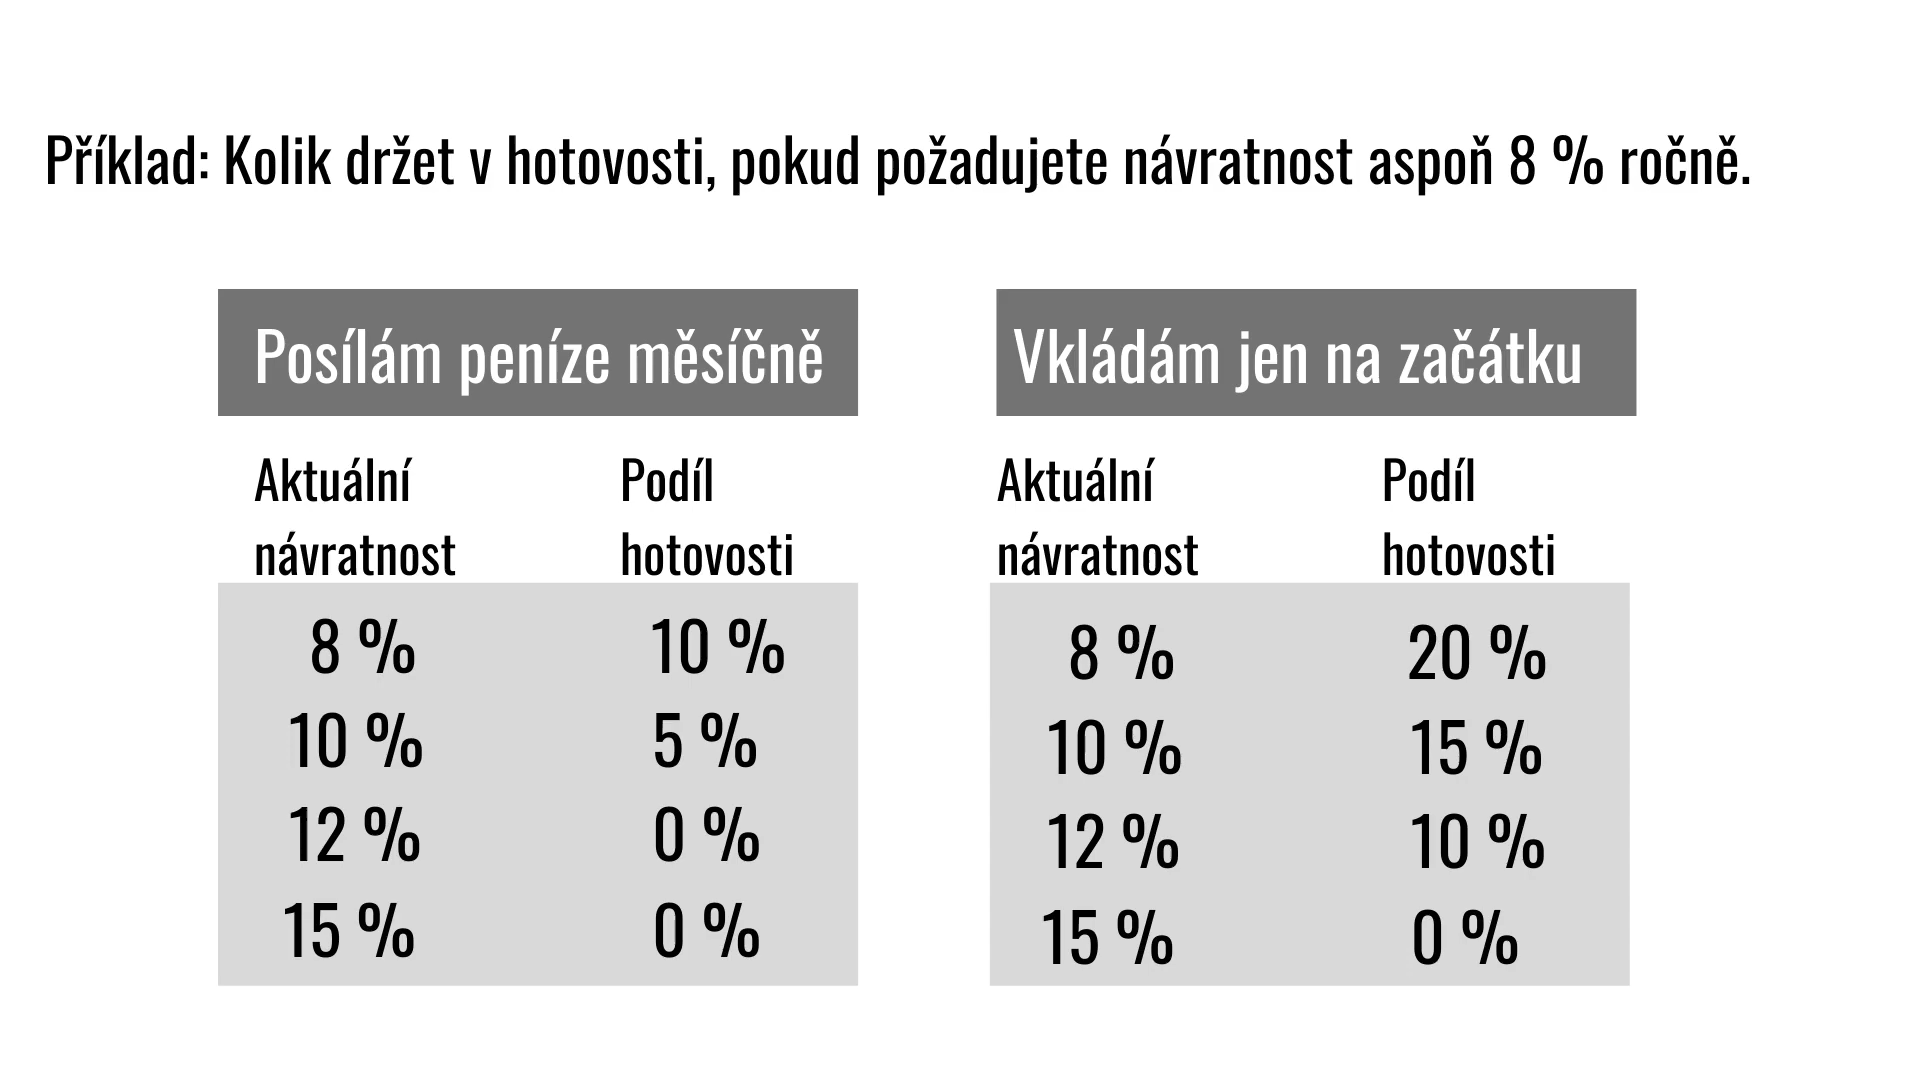 Příklad: Kolik držet v hotovosti, pokud požadujete návratnost aspoň 8 % ročně.
Posílám peníze měsíčně
Aktuální návratnost
Podíl hotovosti
8 % 10 %
10 % 5 %
12 % 0 %
15 % 0 %
Vkládám jen na začátku
Aktuální návratnost
Podíl hotovosti
8 % 20 %
10 % 15 %
12 % 10 %
15 % 0 %